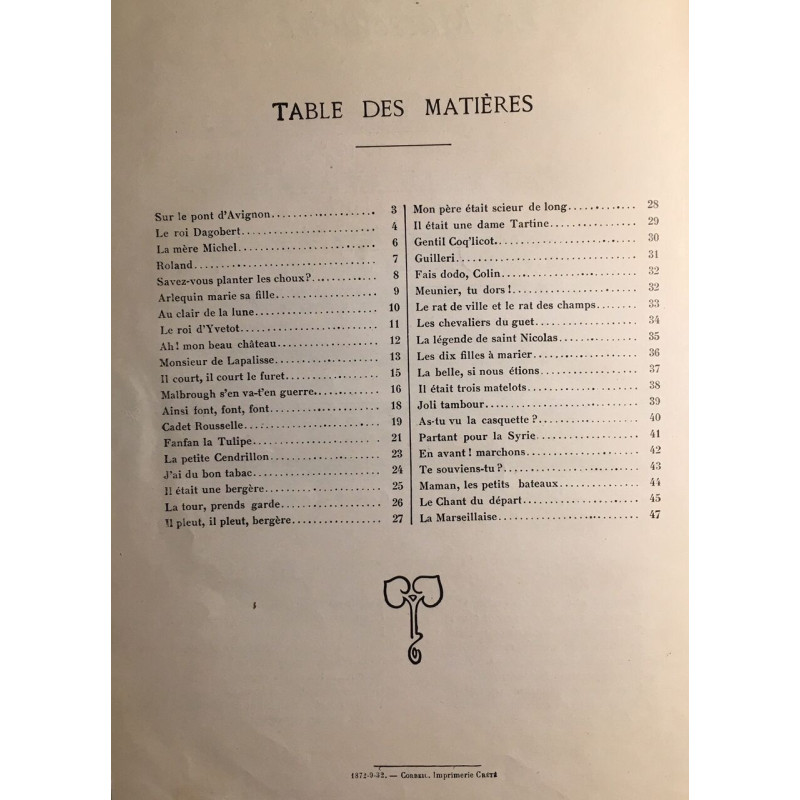 TABLE DES MATIÈRES
Sur le pont d'Avignon.................... 3
Le roi Dagobert.......................... 4
La mère Michel........................... 6
Roland................................... 7
Savez-vous planter les choux?............ 8
Arlequin marie sa fille.................. 9
Au clair de la lune...................... 10
Le roi d'Yvetot.......................... 11
Ah! mon beau château..................... 12
Monsieur de Lapalisse.................... 13
Il court, il court le furet.............. 15
Malbrough s'en va-t'en guerre............ 16
Ainsi font, font, font................... 18
Cadet Rousselle.......................... 19
Fanfan la Tulipe......................... 21
La petite Cendrillon..................... 23
J'ai du bon tabac........................ 24
Il était une bergère..................... 25
La tour, prends garde.................... 26
Il pleut, il pleut, bergère.............. 27
Mon père était scieur de long............ 28
Il était une dame Tartine................ 29
Gentil Coq'licot......................... 30
Guilleri................................. 31
Fais dodo, Colin......................... 32
Meunier, tu dors!........................ 32
Le rat de ville et le rat des champs..... 33
Les chevaliers du guet................... 34
La légende de saint Nicolas.............. 35
Les dix filles à marier.................. 36
La belle, si nous étions................. 37
Il était trois matelots.................. 38
Joli tambour............................. 39
As-tu vu la casquette?................... 40
Partant pour la Syrie.................... 41
En avant! marchons....................... 42
Te souviens-tu?.......................... 43
Maman, les petits bateaux................ 44
Le Chant du départ....................... 45
La Marseillaise.......................... 47
1872-9-32. — CORBEIL. Imprimerie CRÉTÉ